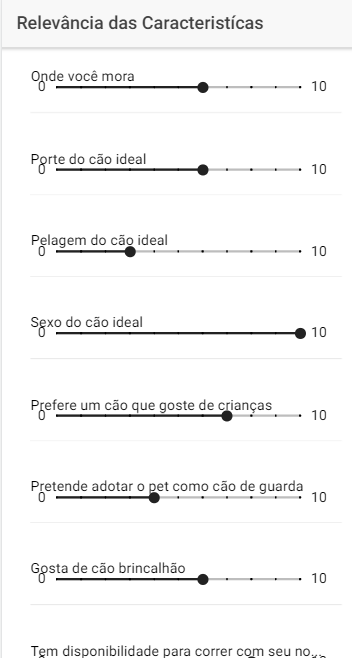 Relevância das Caracteristícas
Onde você mora
0 10
Porte do cão ideal
0 10
Pelagem do cão ideal
0 10
Sexo do cão ideal
0 10
Prefere um cão que goste de crianças
0 10
Pretende adotar o pet como cão de guarda
0 10
Gosta de cão brincalhão
0 10
Tem disponibilidade para correr com seu no...